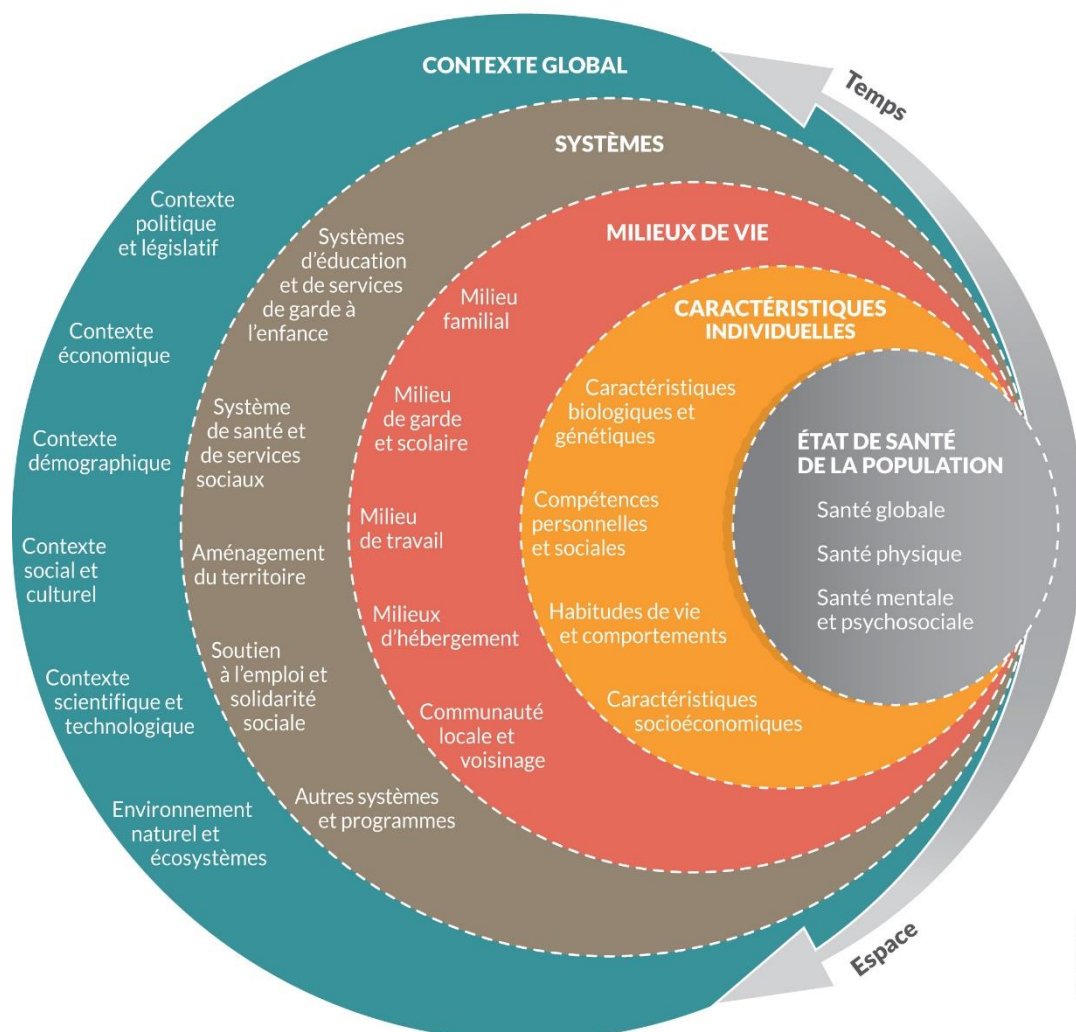 CONTEXTE GLOBAL
Temps
SYSTÈMES
MILIEUX DE VIE
CARACTÉRISTIQUES
INDIVIDUELLES
ÉTAT DE SANTÉ
DE LA POPULATION
Santé globale
Santé physique
Santé mentale
et psychosociale
Contexte
politique
et législatif
Contexte
économique
Contexte
démographique
Contexte
social et
culturel
Contexte
scientifique et
technologique
Environnement
naturel et
écosystèmes
Systèmes
d’éducation
et de services
de garde à
l’enfance
Système
de santé et
de services
sociaux
Aménagement
du territoire
Soutien
à l’emploi et
solidarité
sociale
Autres systèmes
et programmes
Milieu
familial
Milieu
de garde
et scolaire
Milieu
de travail
Milieux
d’hébergement
Communauté
locale et
voisinage
Caractéristiques
biologiques et
génétiques
Compétences
personnelles
et sociales
Habitudes de vie
et comportements
Caractéristiques
socioéconomiques
Espace